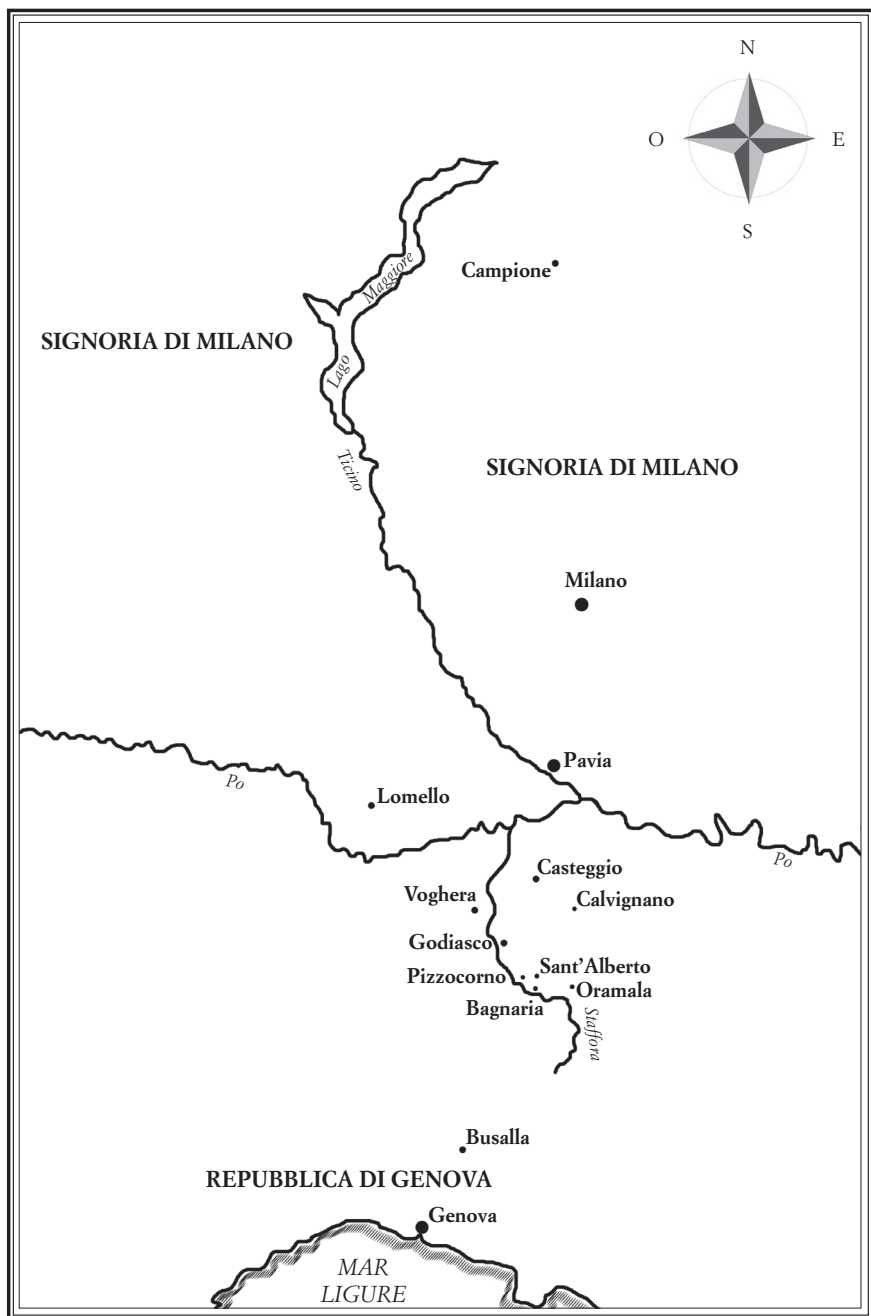 N
O
E
S
Campione
Maggiore
SIGNORIA DI MILANO
Lago
Ticino
SIGNORIA DI MILANO
Milano
Pavia
Po
Lomello
Po
Casteggio
Voghera
Calvignano
Godiasco
Sant'Alberto
Pizzocorno
Oramala
Bagnaria
Staffora
Busalla
REPUBBLICA DI GENOVA
Genova
MAR
LIGURE